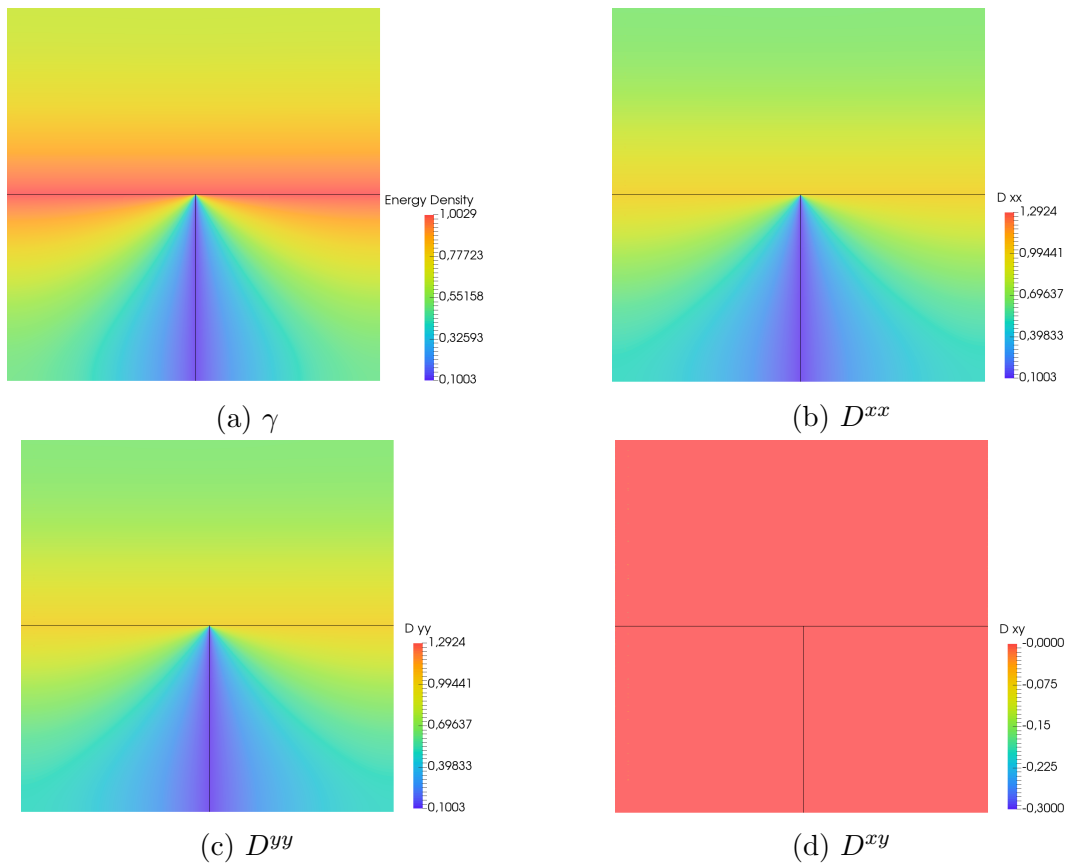 Energy Density
1,0029
0,77723
0,55158
0,32593
0,1003
D xx
1,2924
0,99441
0,69637
0,39833
0,1003
(a) γ
(b) D^{xx}
D yy
1,2924
0,99441
0,69637
0,39833
0,1003
D xy
-0,0000
-0,075
-0,15
-0,225
-0,3000
(c) D^{yy}
(d) D^{xy}